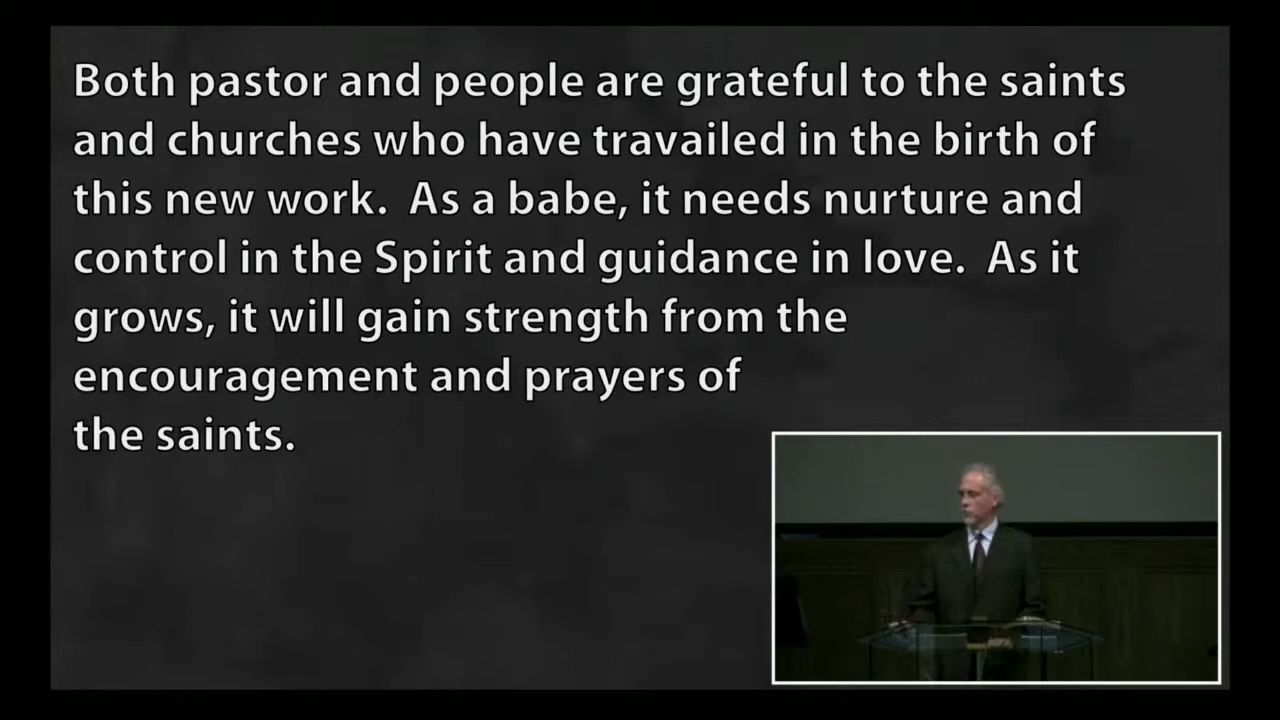 Both pastor and people are grateful to the saints
and churches who have travailed in the birth of
this new work.  As a babe, it needs nurture and
control in the Spirit and guidance in love.  As it
grows, it will gain strength from the
encouragement and prayers of
the saints.